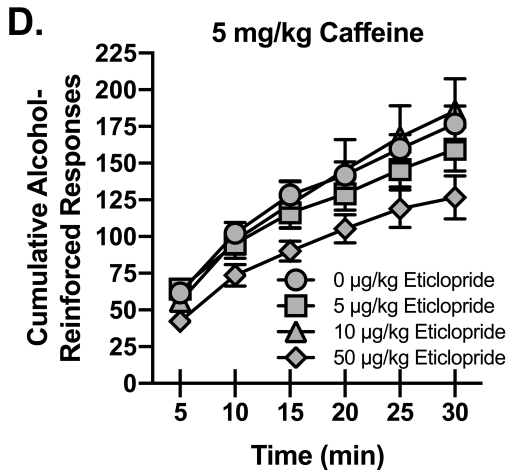 D.
5 mg/kg Caffeine
Cumulative Alcohol-
Reinforced Responses
225
200
175
150
125
100
75
50
25
0
0 µg/kg Eticlopride
5 µg/kg Eticlopride
10 µg/kg Eticlopride
50 µg/kg Eticlopride
5 10 15 20 25 30
Time (min)